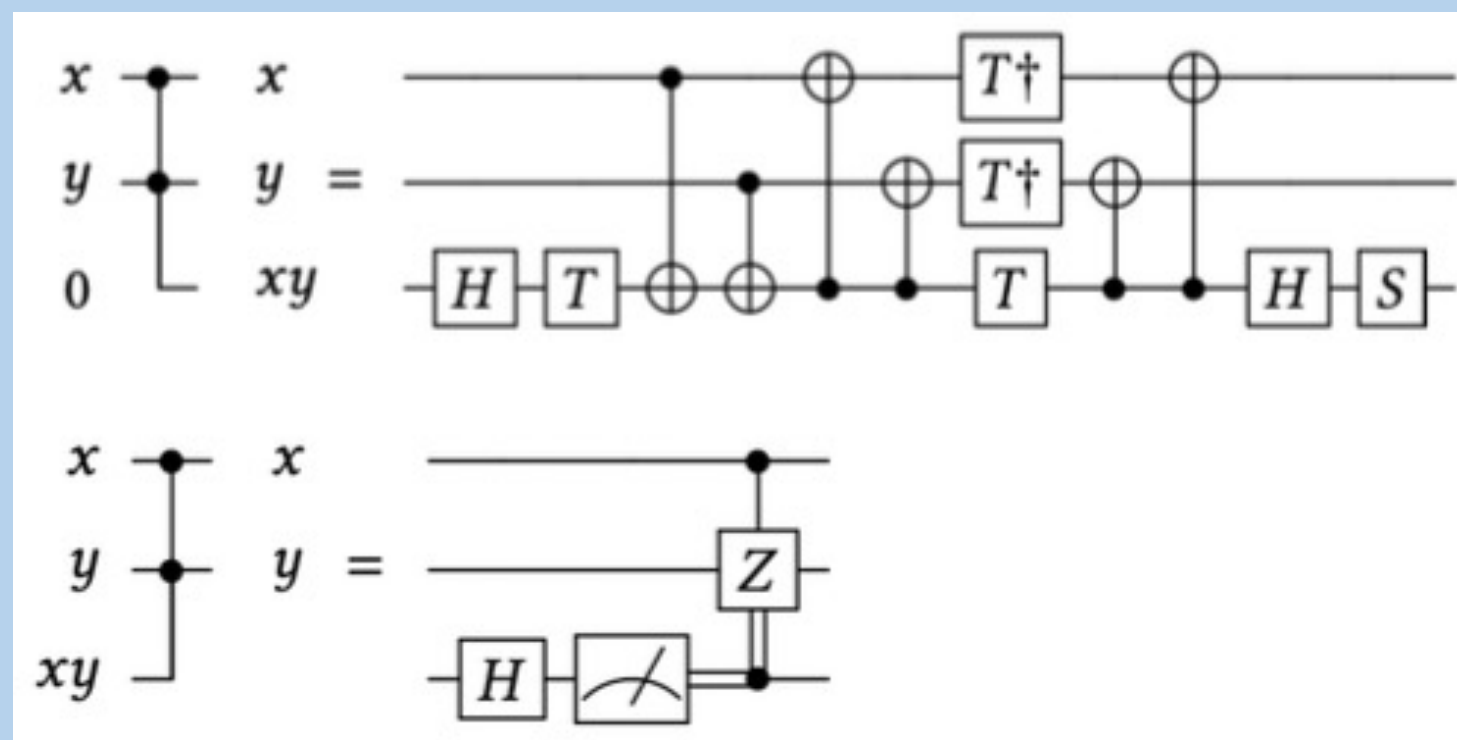 x x T†
y y = T†
0 xy H T T H S
x x
y y = Z
xy H